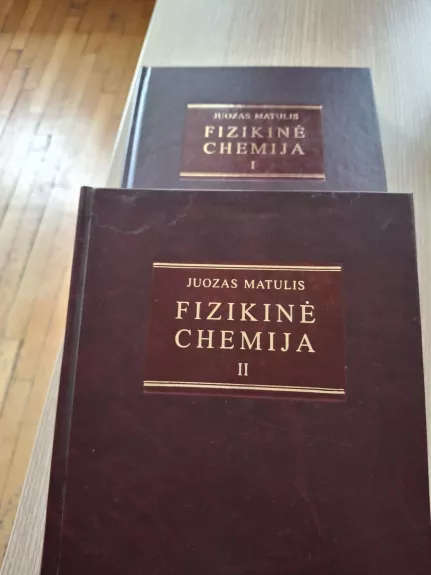 JUOZAS MATULIS
FIZIKINĖ
CHEMIJA
I
JUOZAS MATULIS
FIZIKINĖ
CHEMIJA
II